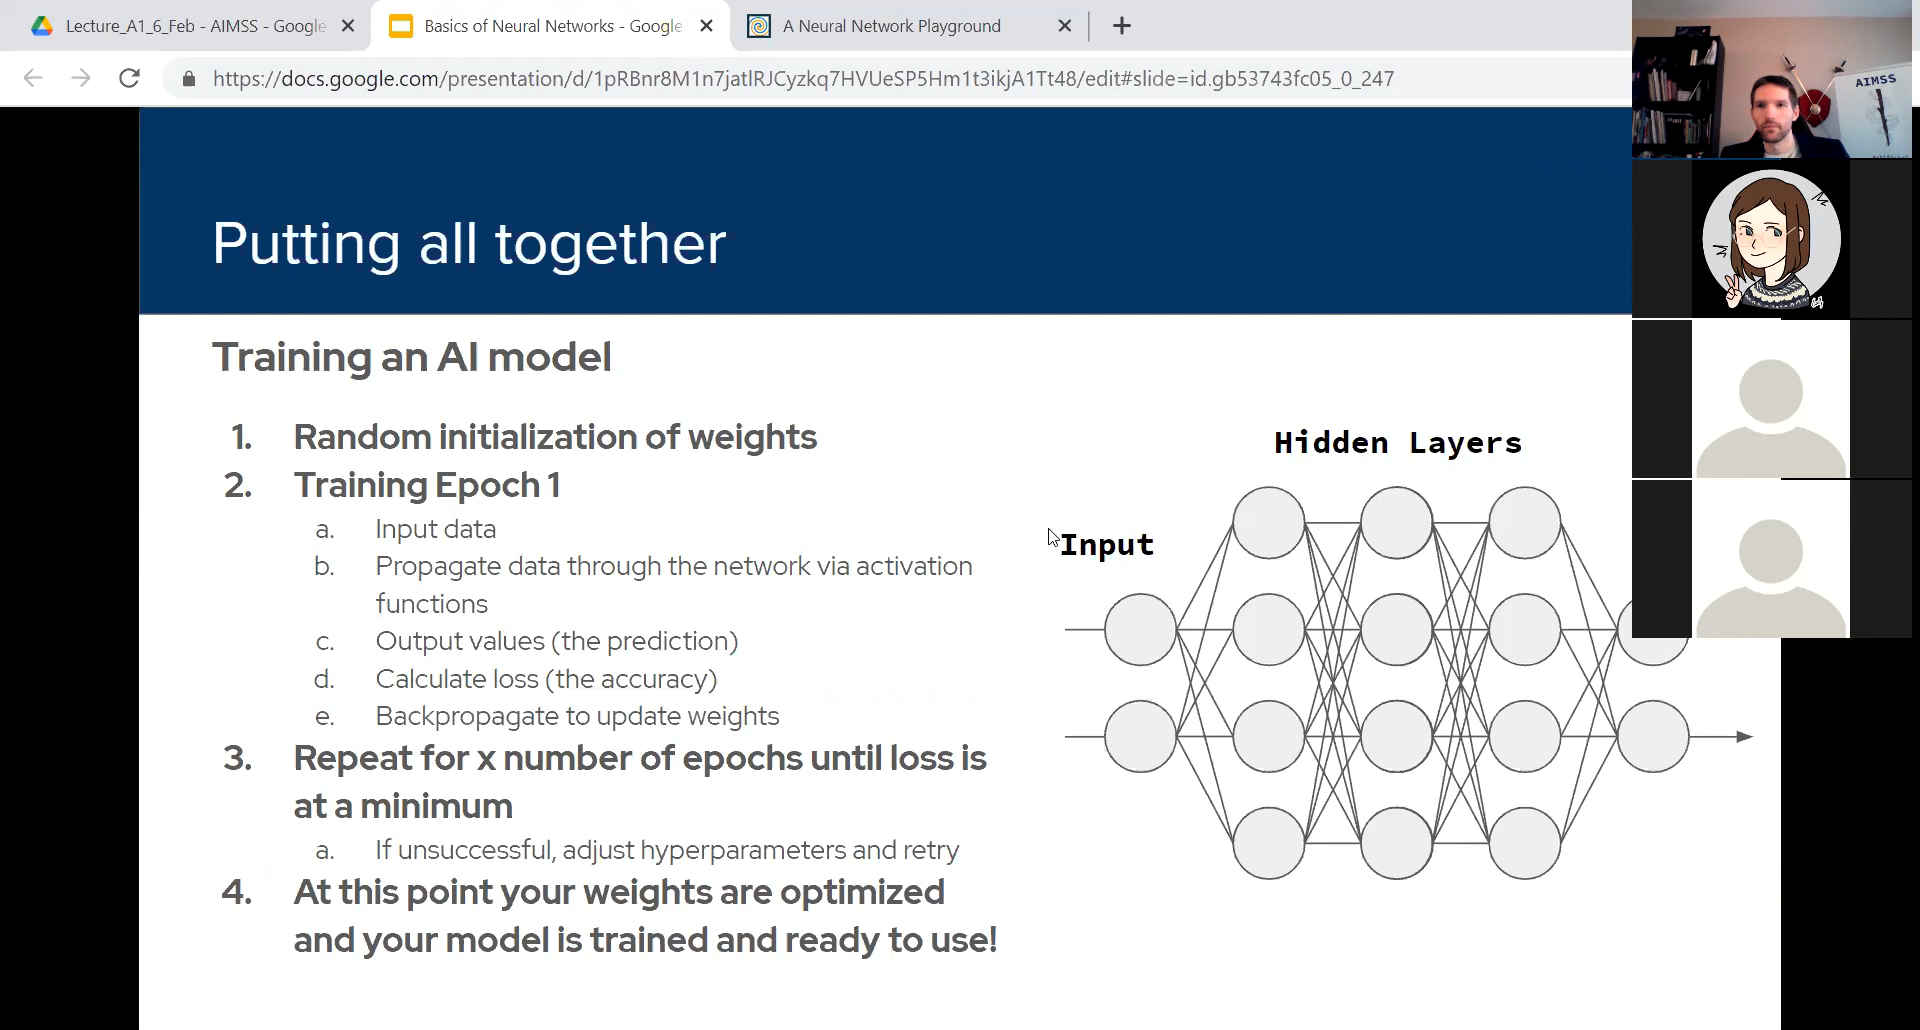 Lecture_A1_6_Feb - AIMSS - Google
Basics of Neural Networks - Google
A Neural Network Playground
https://docs.google.com/presentation/d/1pRBnr8M1n7jatlRJCyzkq7HVUeSP5Hm1t3ikjA1Tt48/edit#slide=id.gb53743fc05_0_247
AIMSS
Putting all together
Training an AI model
1. Random initialization of weights
2. Training Epoch 1
a. Input data
b. Propagate data through the network via activation
functions
c. Output values (the prediction)
d. Calculate loss (the accuracy)
e. Backpropagate to update weights
3. Repeat for x number of epochs until loss is
at a minimum
a. If unsuccessful, adjust hyperparameters and retry
4. At this point your weights are optimized
and your model is trained and ready to use!
Hidden Layers
Input